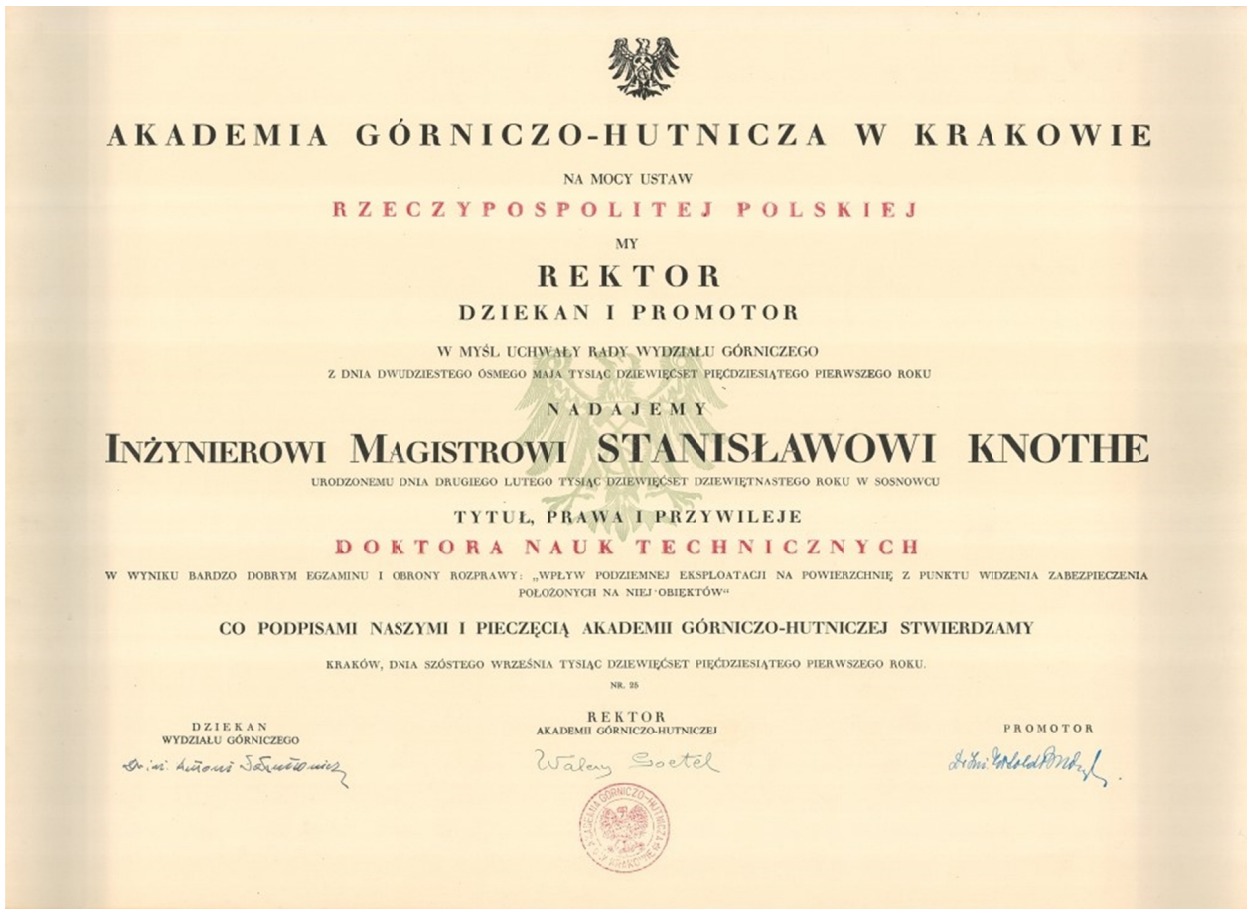 AKADEMIA GÓRNICZO-HUTNICZA W KRAKOWIE
NA MOCY USTAW
RZECZYPOSPOLITEJ POLSKIEJ
MY
REKTOR
DZIEKAN I PROMOTOR
W MYŚL UCHWAŁY RADY WYDZIAŁU GÓRNICZEGO
Z DNIA DWUDZIESTEGO ÓSMEGO MAJA TYSIĄC DZIEWIĘĆSET PIĘĆDZIESIĄTEGO PIERWSZEGO ROKU
NADAJEMY
INŻYNIEROWI MAGISTROWI STANISŁAWOWI KNOTHE
URODZONEMU DNIA DRUGIEGO LUTEGO TYSIĄC DZIEWIĘĆSET DZIEWIĘTNASTEGO ROKU W SOSNOWCU
TYTUŁ, PRAWA I PRZYWILEJE
DOKTORA NAUK TECHNICZNYCH
W WYNIKU BARDZO DOBRYM EGZAMINU I OBRONY ROZPRAWY: „WPŁYW PODZIEMNEJ EKSPLOATACJI NA POWIERZCHNIĘ Z PUNKTU WIDZENIA ZABEZPIECZENIA
POŁOŻONYCH NA NIEJ OBIEKTÓW“
CO PODPISAMI NASZYMI I PIECZĘCIĄ AKADEMII GÓRNICZO-HUTNICZEJ STWIERDZAMY
KRAKÓW, DNIA SZÓSTEGO WRZEŚNIA TYSIĄC DZIEWIĘĆSET PIĘĆDZIESIĄTEGO PIERWSZEGO ROKU.
NR. 25
DZIEKAN
WYDZIAŁU GÓRNICZEGO
REKTOR
AKADEMII GÓRNICZO-HUTNICZEJ
Walery Goetel
PROMOTOR
AKADEMIA GÓRNICZO-HUTNICZA
W KRAKOWIE